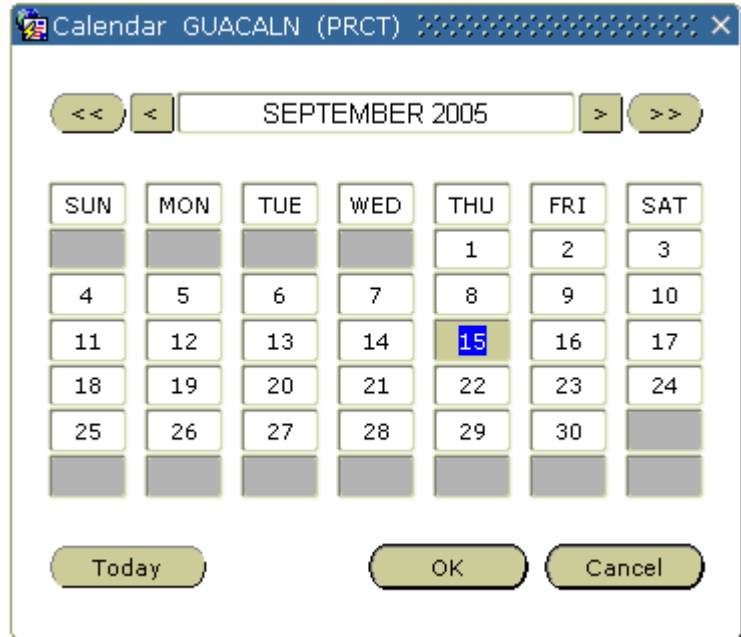 Calendar GUACALN (PRCT)
<< < SEPTEMBER 2005 > >>
SUN MON TUE WED THU FRI SAT
1 2 3
4 5 6 7 8 9 10
11 12 13 14 15 16 17
18 19 20 21 22 23 24
25 26 27 28 29 30
Today OK Cancel